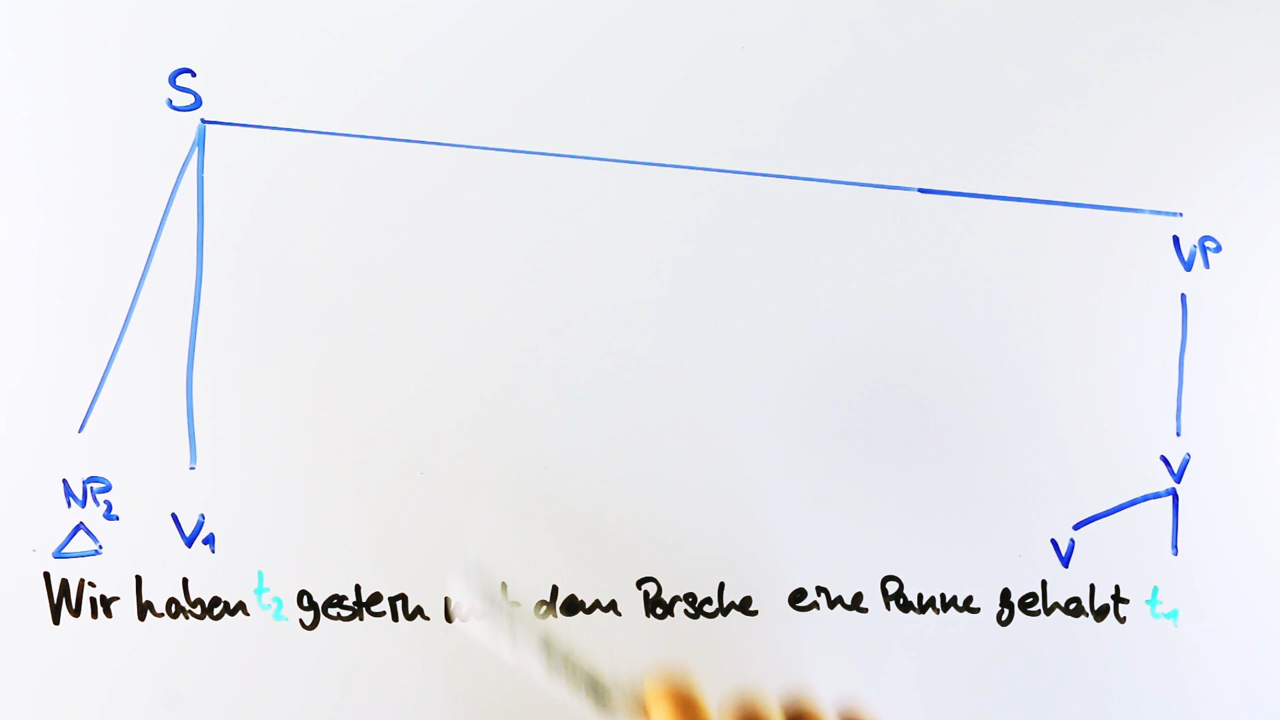 S
VP
V
NP₂ V₁ V
Wir haben t₂ gestern dem Porsche eine Panne gehabt t₁